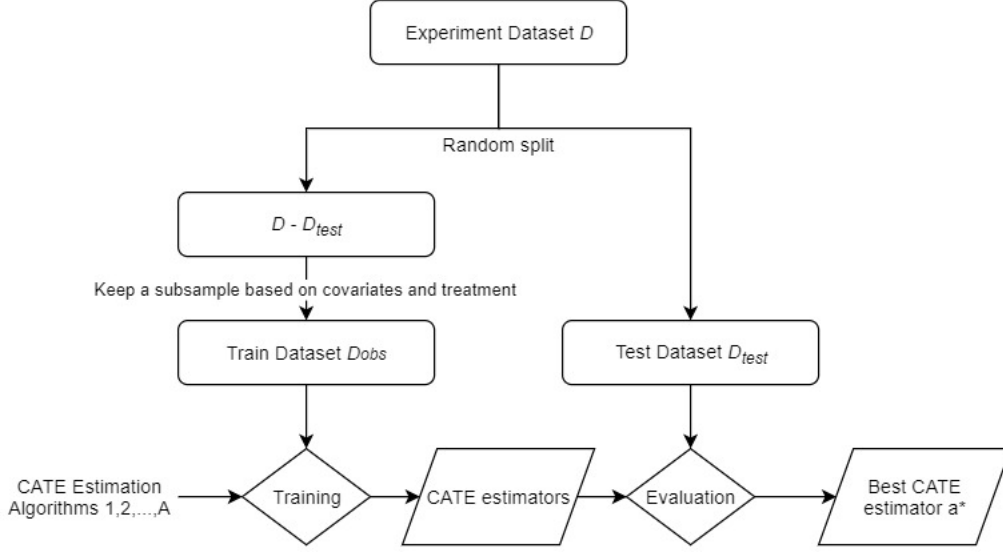 Experiment Dataset D
Random split
D - Dtest
Keep a subsample based on covariates and treatment
Train Dataset Dobs
Test Dataset Dtest
CATE Estimation
Algorithms 1,2,...,A
Training
CATE estimators
Evaluation
Best CATE
estimator a*